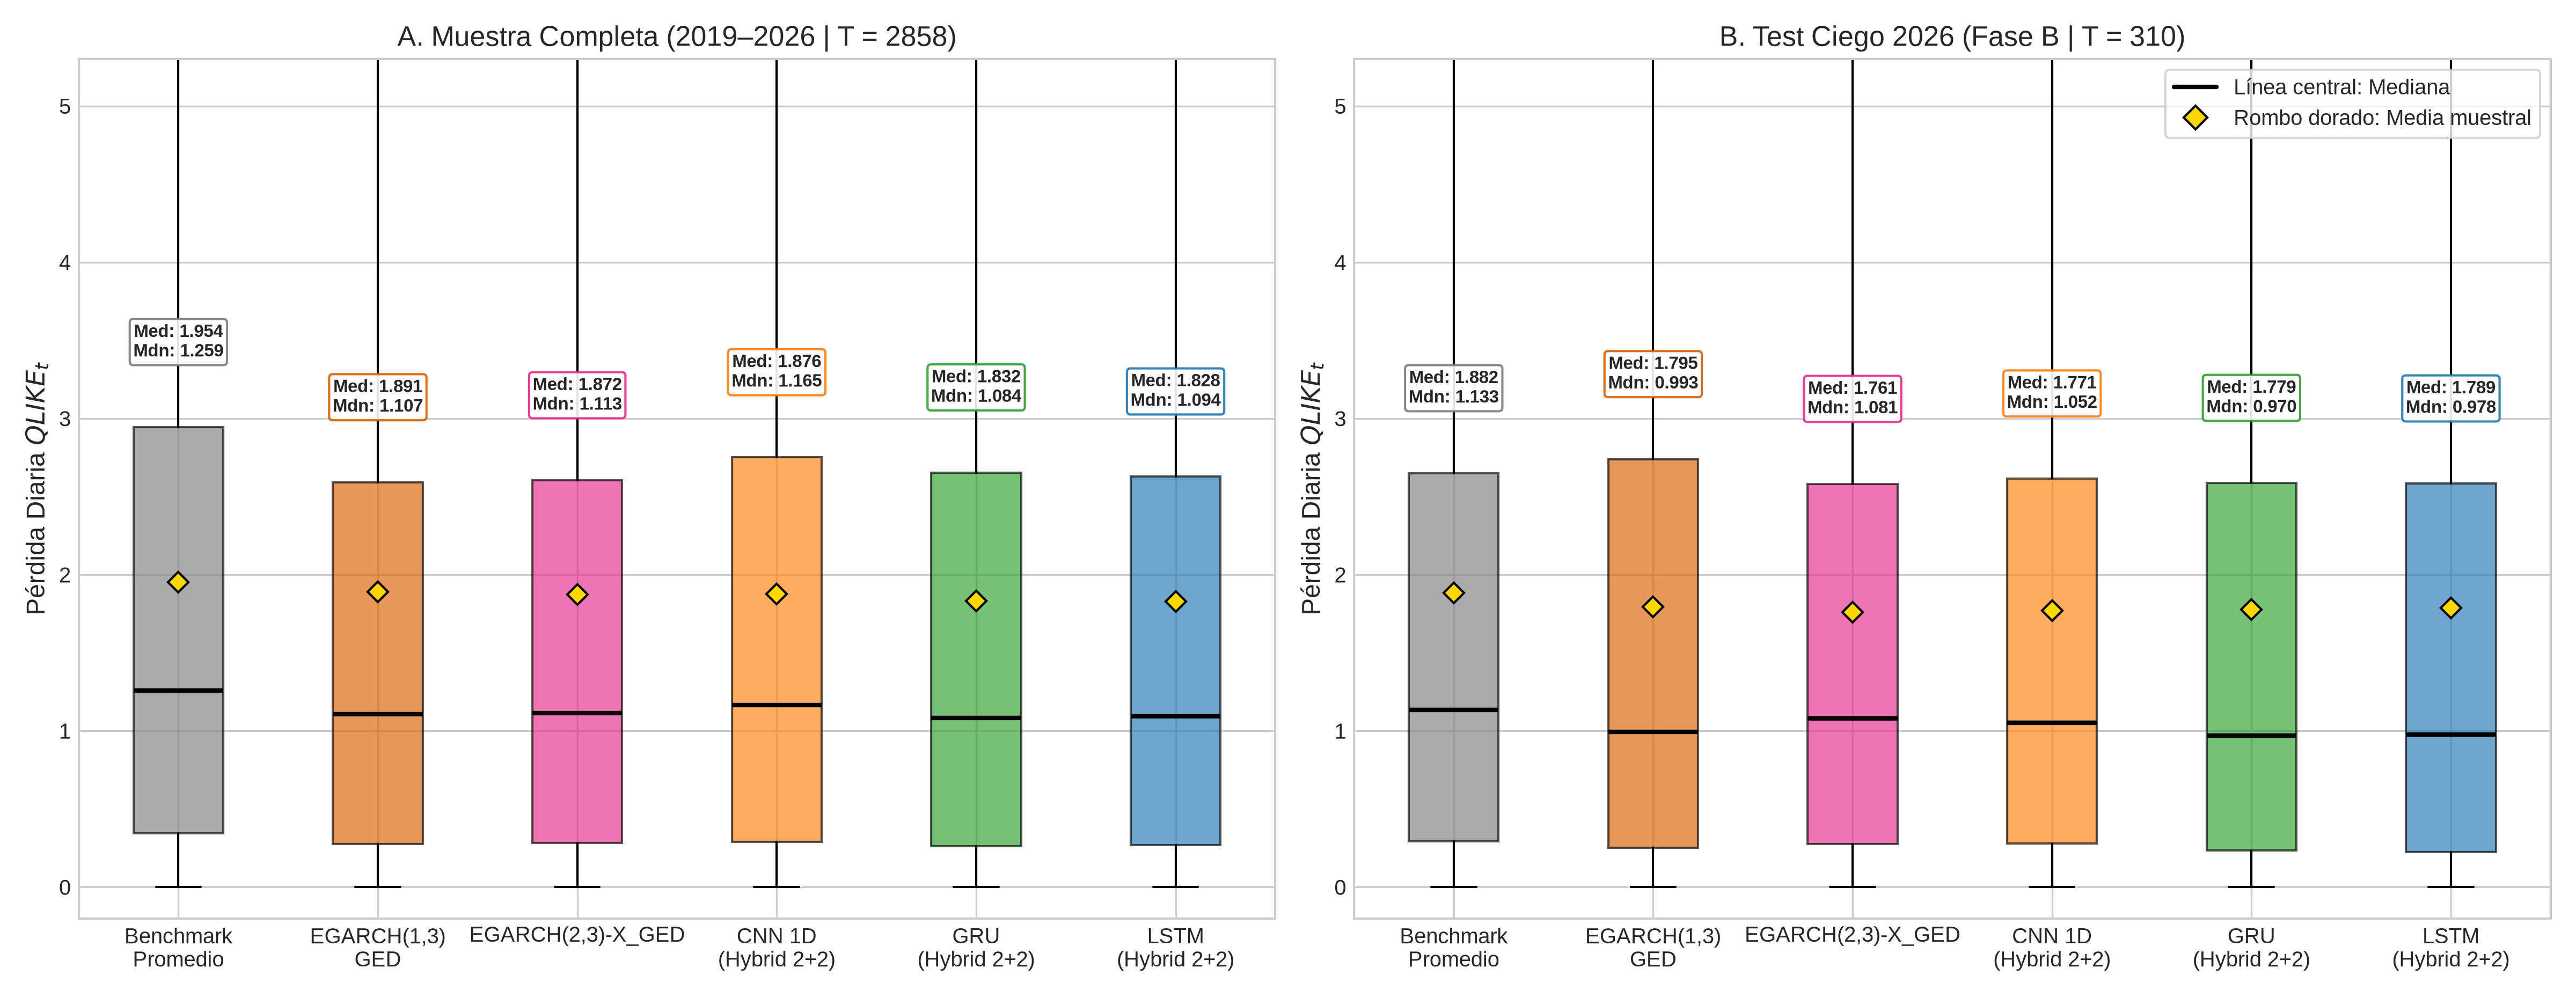 A. Muestra Completa (2019–2026 | T = 2858)
Pérdida Diaria QLIKE_t
5
4
3
2
1
0
Med: 1.954
Mdn: 1.259
Med: 1.891
Mdn: 1.107
Med: 1.872
Mdn: 1.113
Med: 1.876
Mdn: 1.165
Med: 1.832
Mdn: 1.084
Med: 1.828
Mdn: 1.094
Benchmark
Promedio
EGARCH(1,3)
GED
EGARCH(2,3)-X_GED
CNN 1D
(Hybrid 2+2)
GRU
(Hybrid 2+2)
LSTM
(Hybrid 2+2)
B. Test Ciego 2026 (Fase B | T = 310)
Línea central: Mediana
Rombo dorado: Media muestral
Pérdida Diaria QLIKE_t
5
4
3
2
1
0
Med: 1.882
Mdn: 1.133
Med: 1.795
Mdn: 0.993
Med: 1.761
Mdn: 1.081
Med: 1.771
Mdn: 1.052
Med: 1.779
Mdn: 0.970
Med: 1.789
Mdn: 0.978
Benchmark
Promedio
EGARCH(1,3)
GED
EGARCH(2,3)-X_GED
CNN 1D
(Hybrid 2+2)
GRU
(Hybrid 2+2)
LSTM
(Hybrid 2+2)